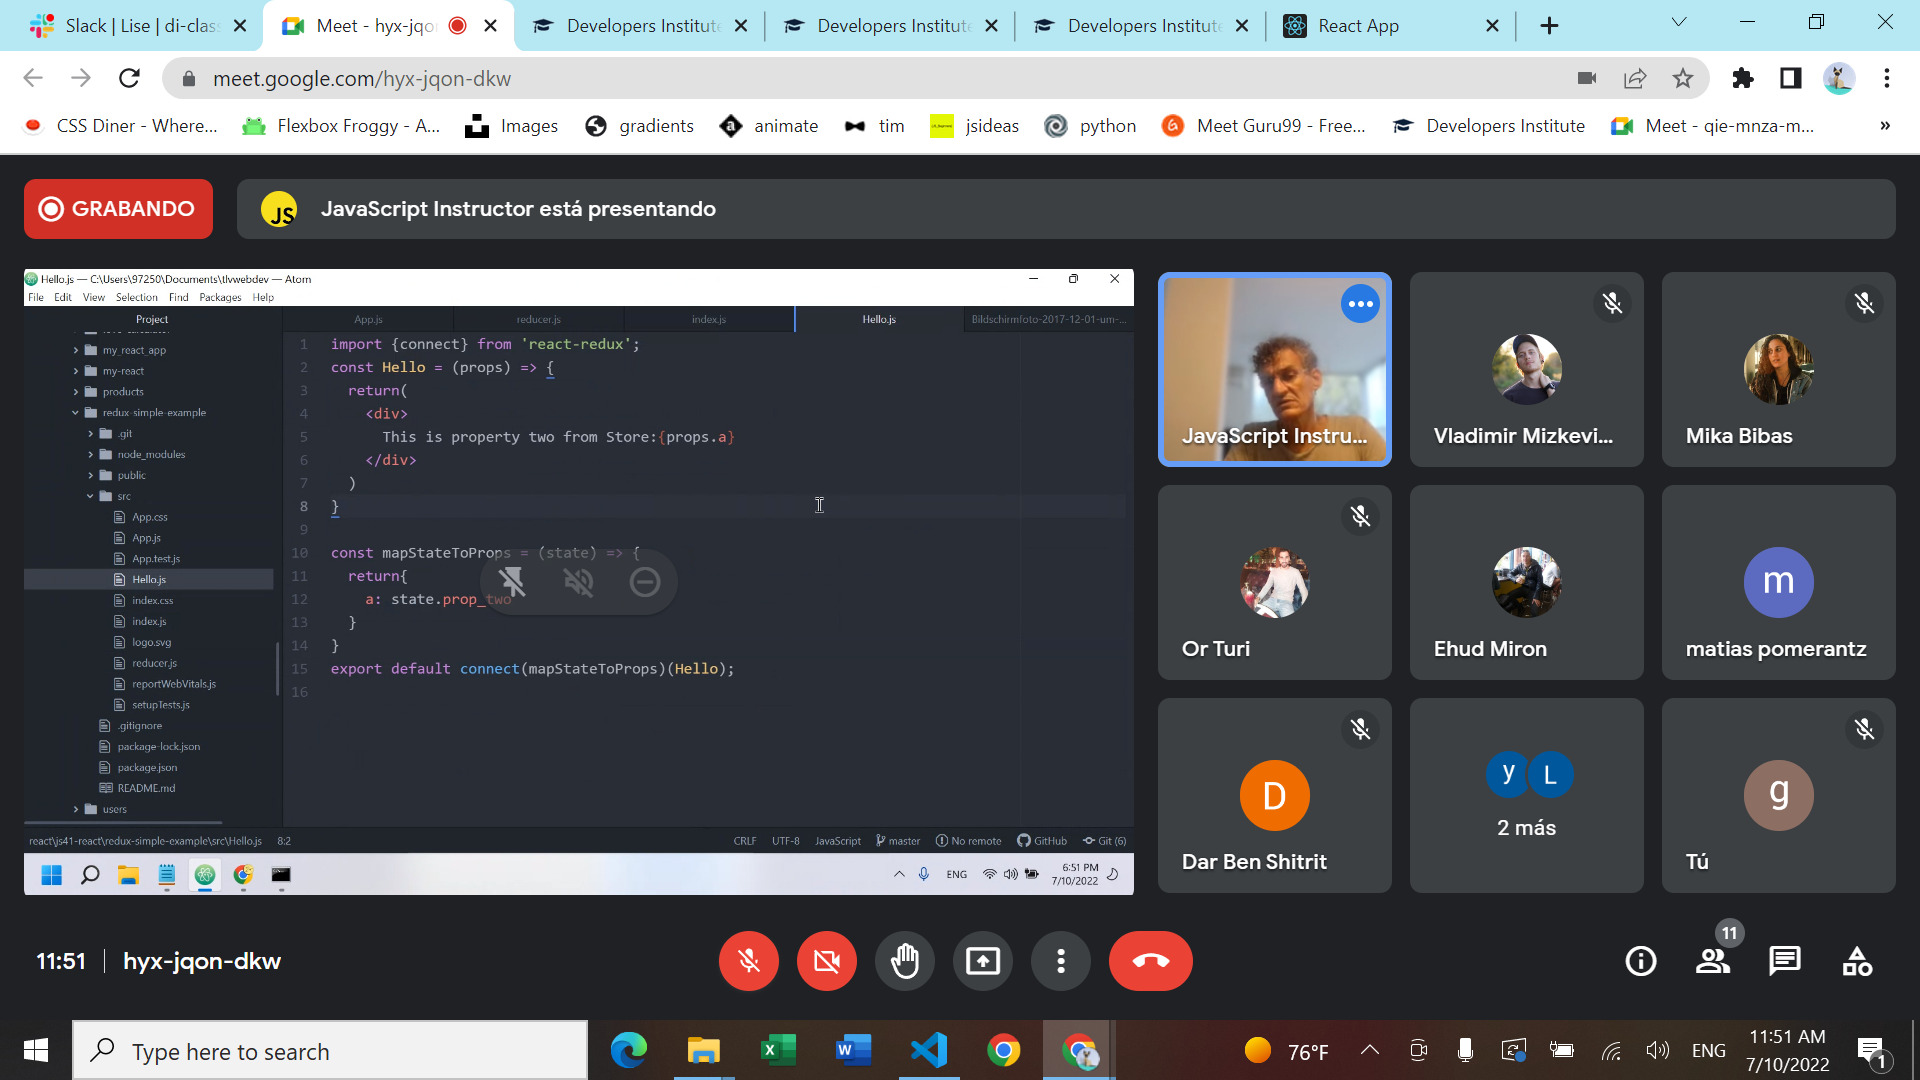 Slack | Lise | di-clas
Meet - hyx-jqo
Developers Institute
Developers Institute
Developers Institute
React App
meet.google.com/hyx-jqon-dkw
CSS Diner - Where...
Flexbox Froggy - A...
Images
gradients
animate
tim
jsideas
python
Meet Guru99 - Free...
Developers Institute
Meet - qie-mnza-m...
»
GRABANDO
JS
JavaScript Instructor está presentando
Hello.js — C:\Users\97250\Documents\tlvwebdev — Atom
File Edit View Selection Find Packages Help
Project
App.js
reducer.js
index.js
Hello.js
Bildschirmfoto-2017-12-01-um-...
my_react_app
my-react
products
redux-simple-example
.git
node_modules
public
src
App.css
App.js
App.test.js
Hello.js
index.css
index.js
logo.svg
reducer.js
reportWebVitals.js
setupTests.js
.gitignore
package-lock.json
package.json
README.md
users
1 import {connect} from 'react-redux';
2 const Hello = (props) => {
3 return(
4 <div>
5 This is property two from Store:{props.a}
6 </div>
7 )
8 }
9
10 const mapStateToProps = (state) => {
11 return{
12 a: state.prop_two
13 }
14 }
15 export default connect(mapStateToProps)(Hello);
16
react\js41-react\redux-simple-example\src\Hello.js 8:2
CRLF UTF-8 JavaScript master No remote GitHub Git (6)
ENG
6:51 PM
7/10/2022
JavaScript Instru...
Vladimir Mizkevi...
Mika Bibas
Or Turi
Ehud Miron
m
matias pomerantz
D
Dar Ben Shitrit
y L
2 más
g
Tú
11:51 | hyx-jqon-dkw
11
Type here to search
76°F
ENG
11:51 AM
7/10/2022
1